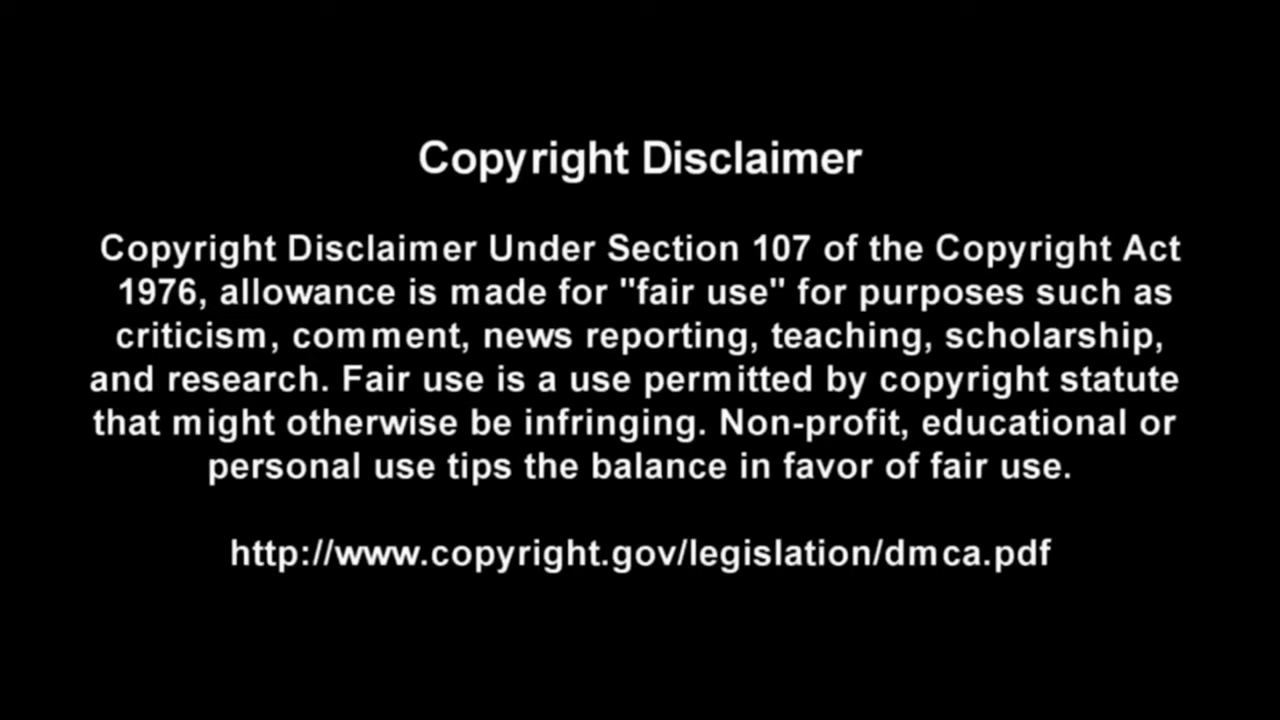 Copyright Disclaimer
Copyright Disclaimer Under Section 107 of the Copyright Act
1976, allowance is made for "fair use" for purposes such as
criticism, comment, news reporting, teaching, scholarship,
and research. Fair use is a use permitted by copyright statute
that might otherwise be infringing. Non-profit, educational or
personal use tips the balance in favor of fair use.
http://www.copyright.gov/legislation/dmca.pdf